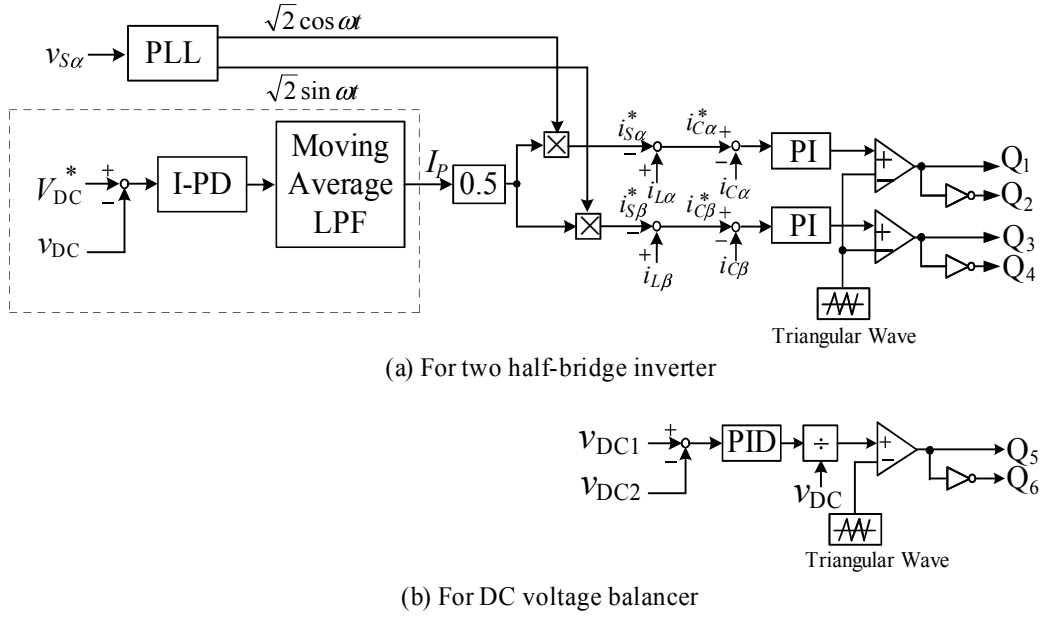 √2 cos ωt
v_Sα
PLL
√2 sin ωt
V_DC*
+
−
v_DC
I-PD
Moving
Average
LPF
I_P
0.5
×
×
i*_Sα
−
+
i_Lα
i*_Cα
+
−
i_Cα
PI
+
−
Q1
Q2
i*_Sβ
−
+
i_Lβ
i*_Cβ
+
−
i_Cβ
PI
+
−
Q3
Q4
Triangular Wave
(a) For two half-bridge inverter
v_DC1
+
−
v_DC2
PID
÷
v_DC
+
−
Q5
Q6
Triangular Wave
(b) For DC voltage balancer